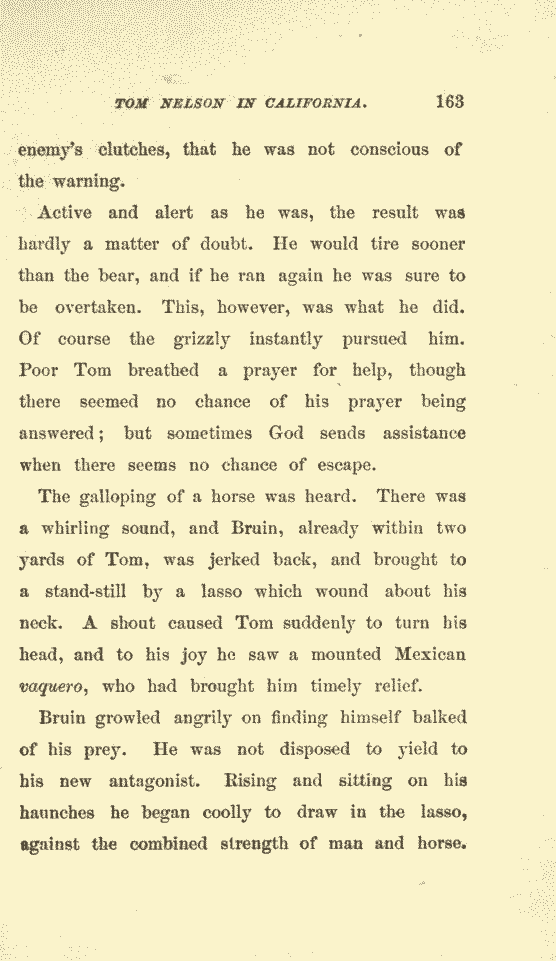 TOM NELSON IN CALIFORNIA. 163
enemy's clutches, that he was not conscious of
the warning.
Active and alert as he was, the result was
hardly a matter of doubt. He would tire sooner
than the bear, and if he ran again he was sure to
be overtaken. This, however, was what he did.
Of course the grizzly instantly pursued him.
Poor Tom breathed a prayer for help, though
there seemed no chance of his prayer being
answered; but sometimes God sends assistance
when there seems no chance of escape.
The galloping of a horse was heard. There was
a whirling sound, and Bruin, already within two
yards of Tom, was jerked back, and brought to
a stand-still by a lasso which wound about his
neck. A shout caused Tom suddenly to turn his
head, and to his joy he saw a mounted Mexican
vaquero, who had brought him timely relief.
Bruin growled angrily on finding himself balked
of his prey. He was not disposed to yield to
his new antagonist. Rising and sitting on his
haunches he began coolly to draw in the lasso,
against the combined strength of man and horse.